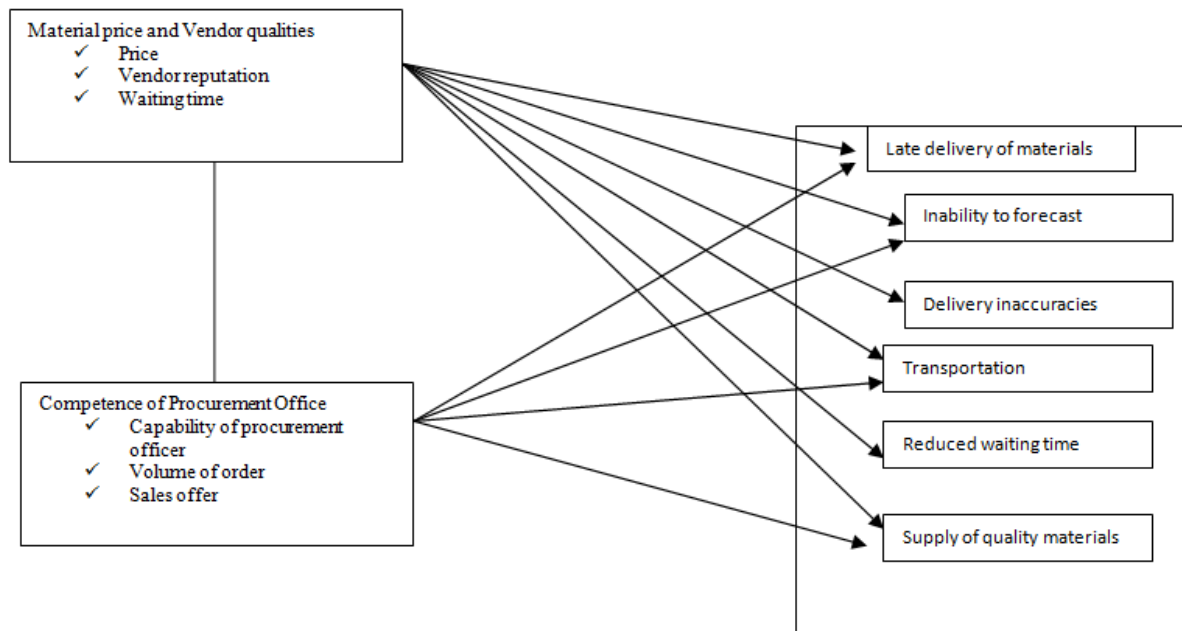 Material price and Vendor qualities
✓ Price
✓ Vendor reputation
✓ Waiting time
Late delivery of materials
Inability to forecast
Delivery inaccuracies
Transportation
Competence of Procurement Office
✓ Capability of procurement
officer
✓ Volume of order
✓ Sales offer
Reduced waiting time
Supply of quality materials